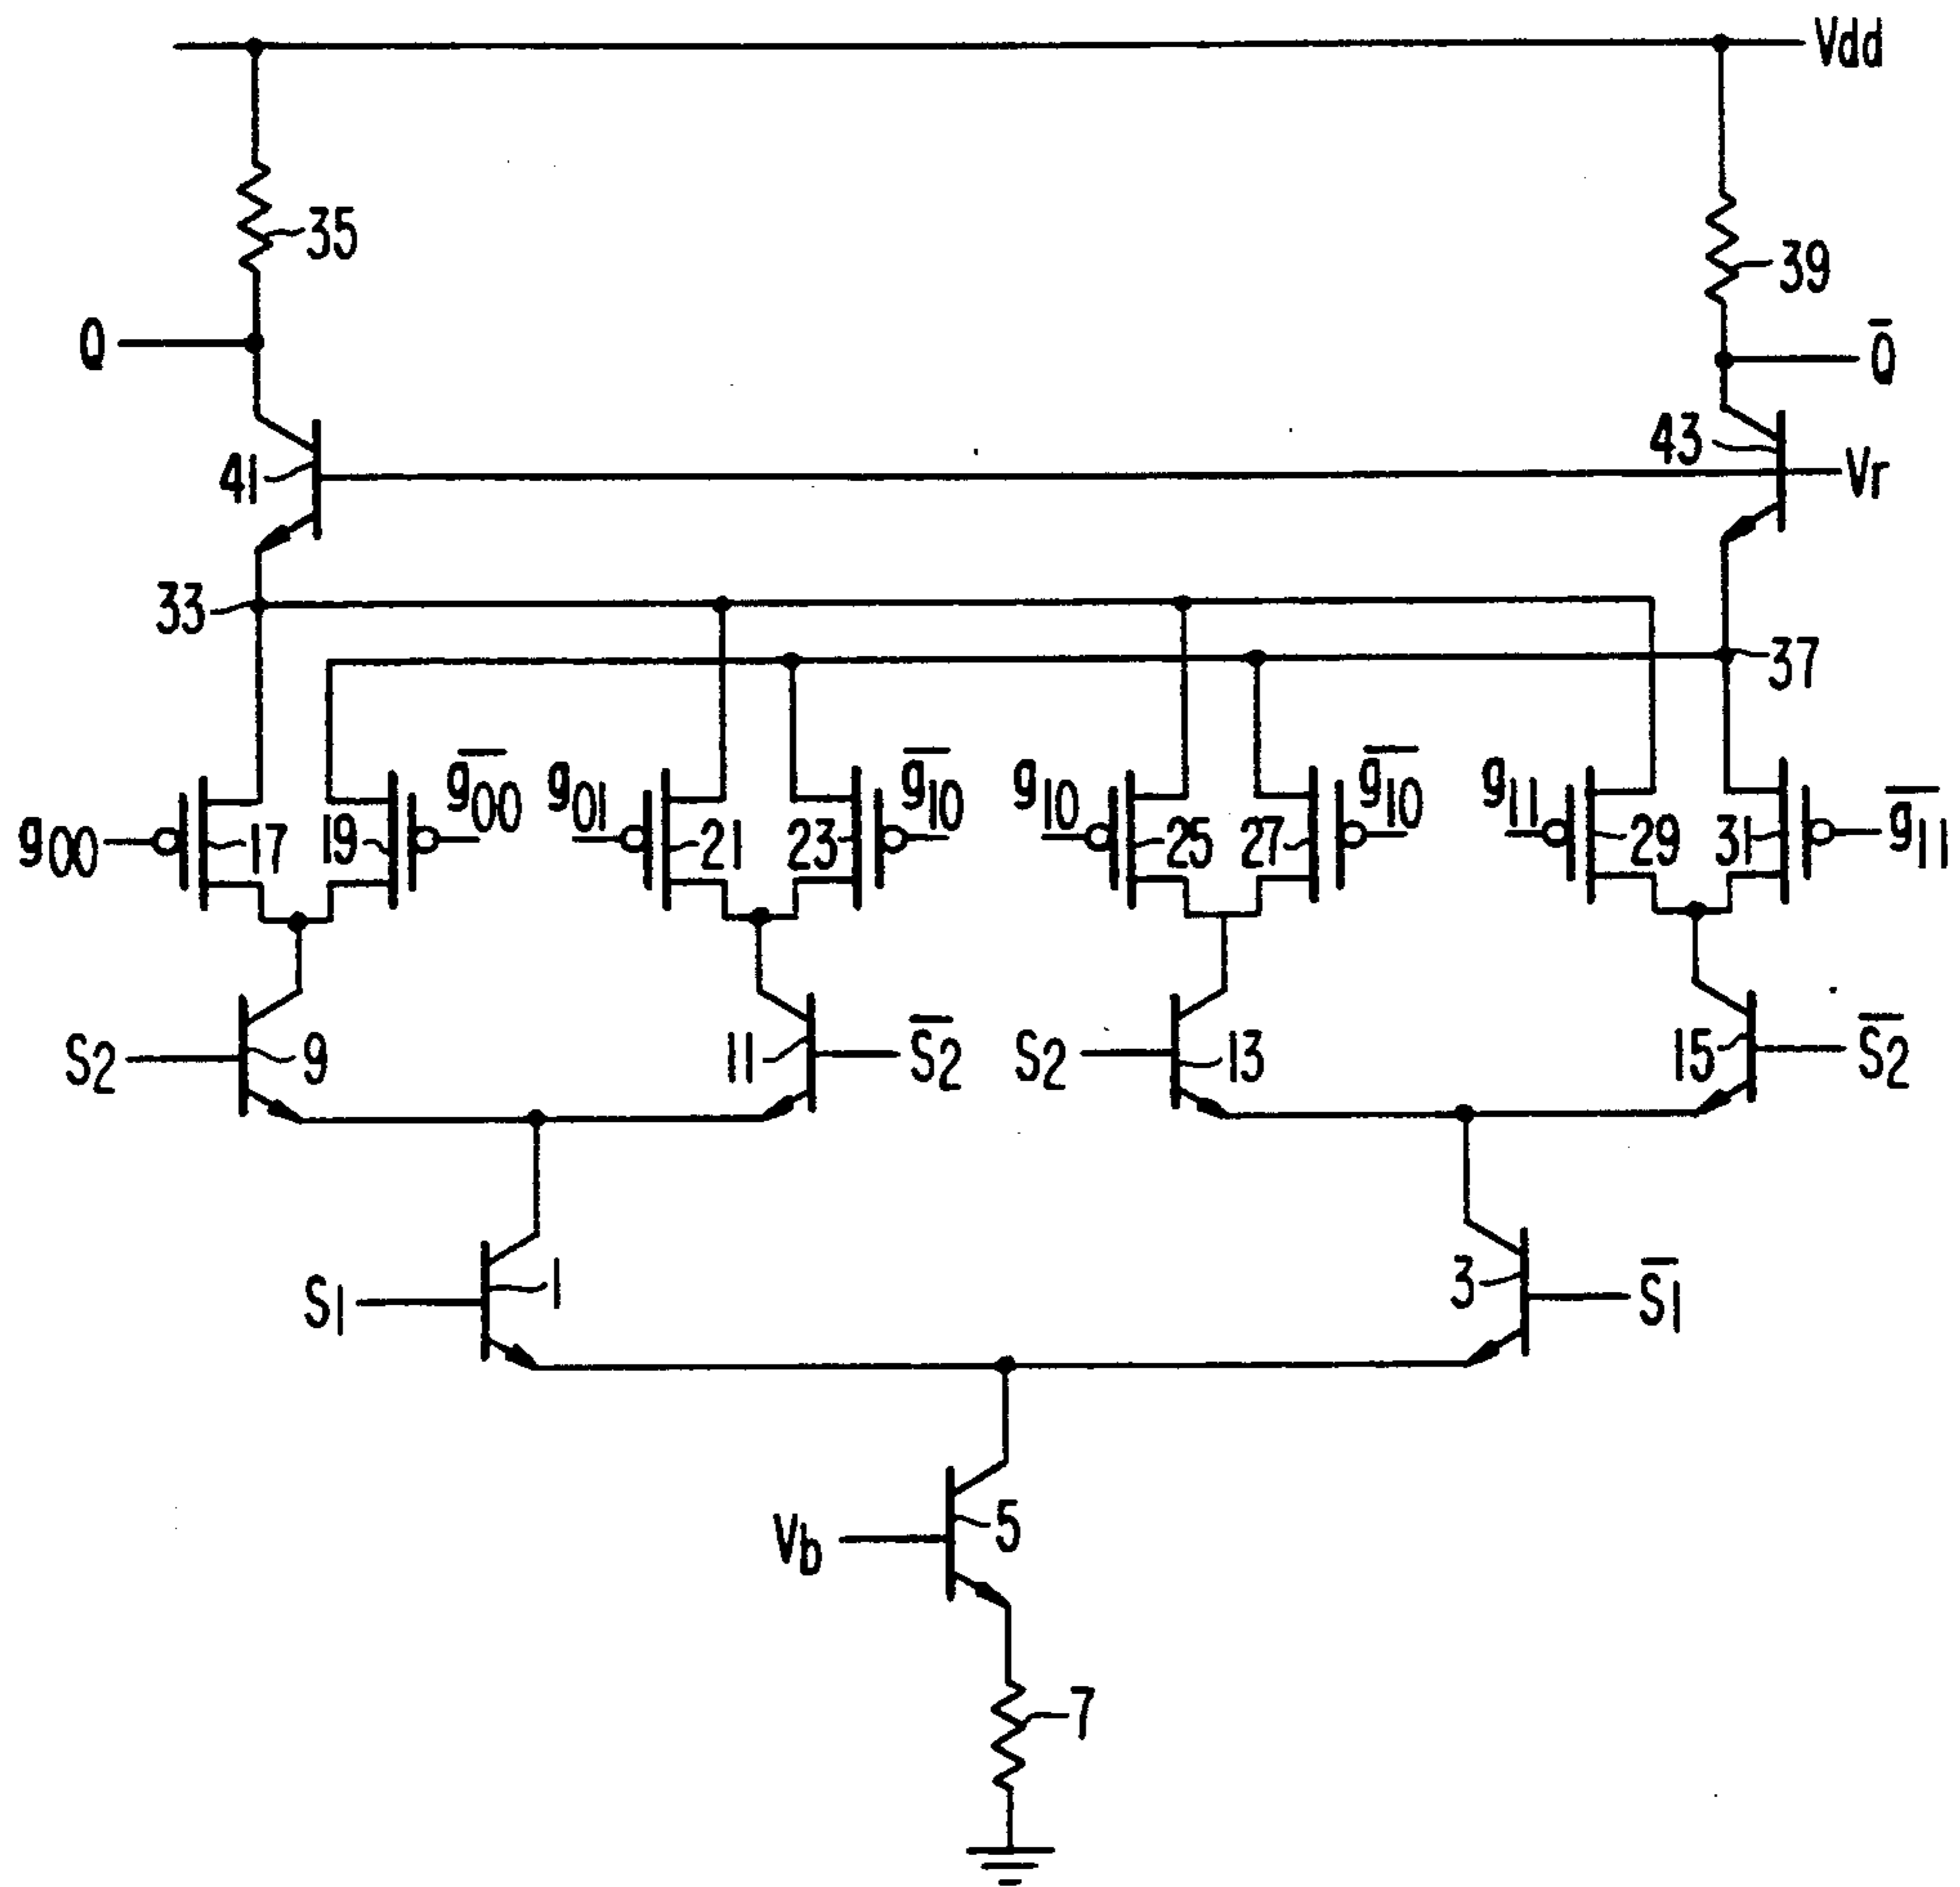 Vdd
35
39
Q
Q̅
41
43
Vr
33
37
g00
17
19
g̅0̅0̅
g01
21
23
g̅1̅0̅
g10
25
27
g̅1̅0̅
g11
29
31
g̅1̅1̅
S2
9
11
S̅2̅
S2
13
15
S̅2̅
S1
1
3
S̅1̅
Vb
5
7